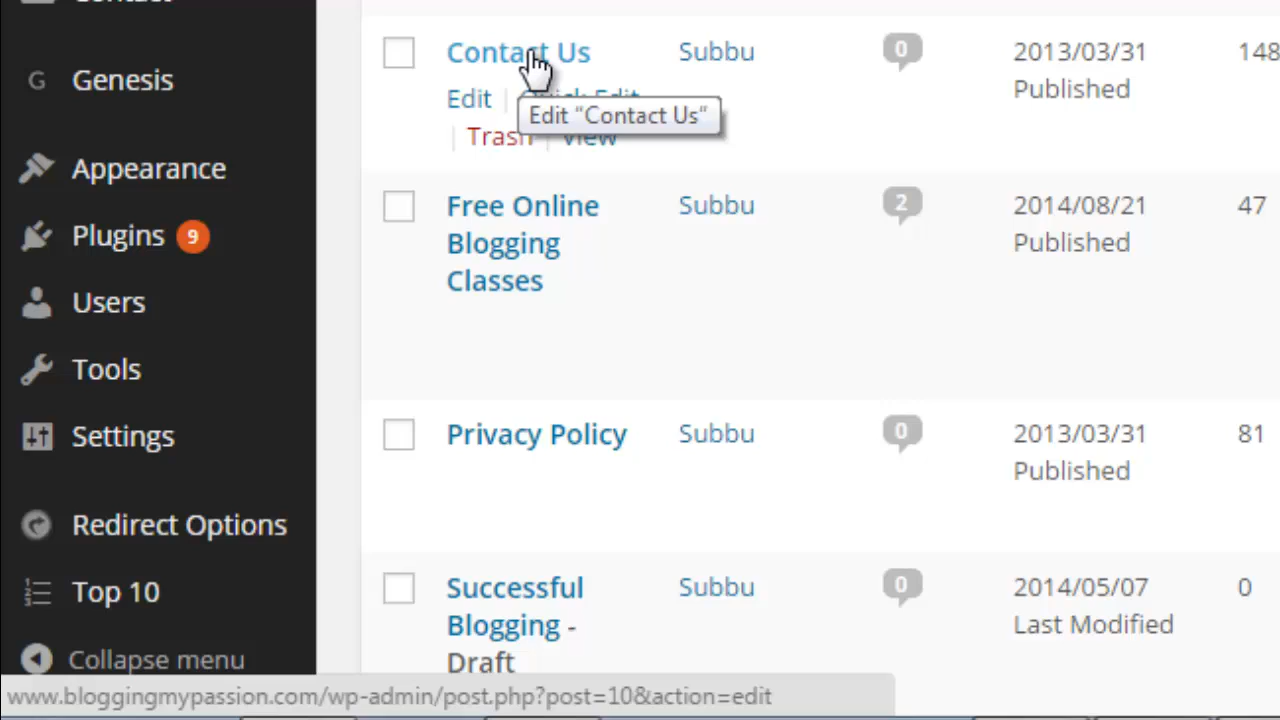 Contact
Genesis
Appearance
Plugins 9
Users
Tools
Settings
Redirect Options
Top 10
Collapse menu
Contact Us Subbu 0 2013/03/31 148
Published
Edit | Quick Edit
Edit “Contact Us”
| Trash | View
Free Online Subbu 2 2014/08/21 47
Blogging Published
Classes
Privacy Policy Subbu 0 2013/03/31 81
Published
Successful Subbu 0 2014/05/07 0
Blogging - Last Modified
Draft
www.bloggingmypassion.com/wp-admin/post.php?post=10&action=edit